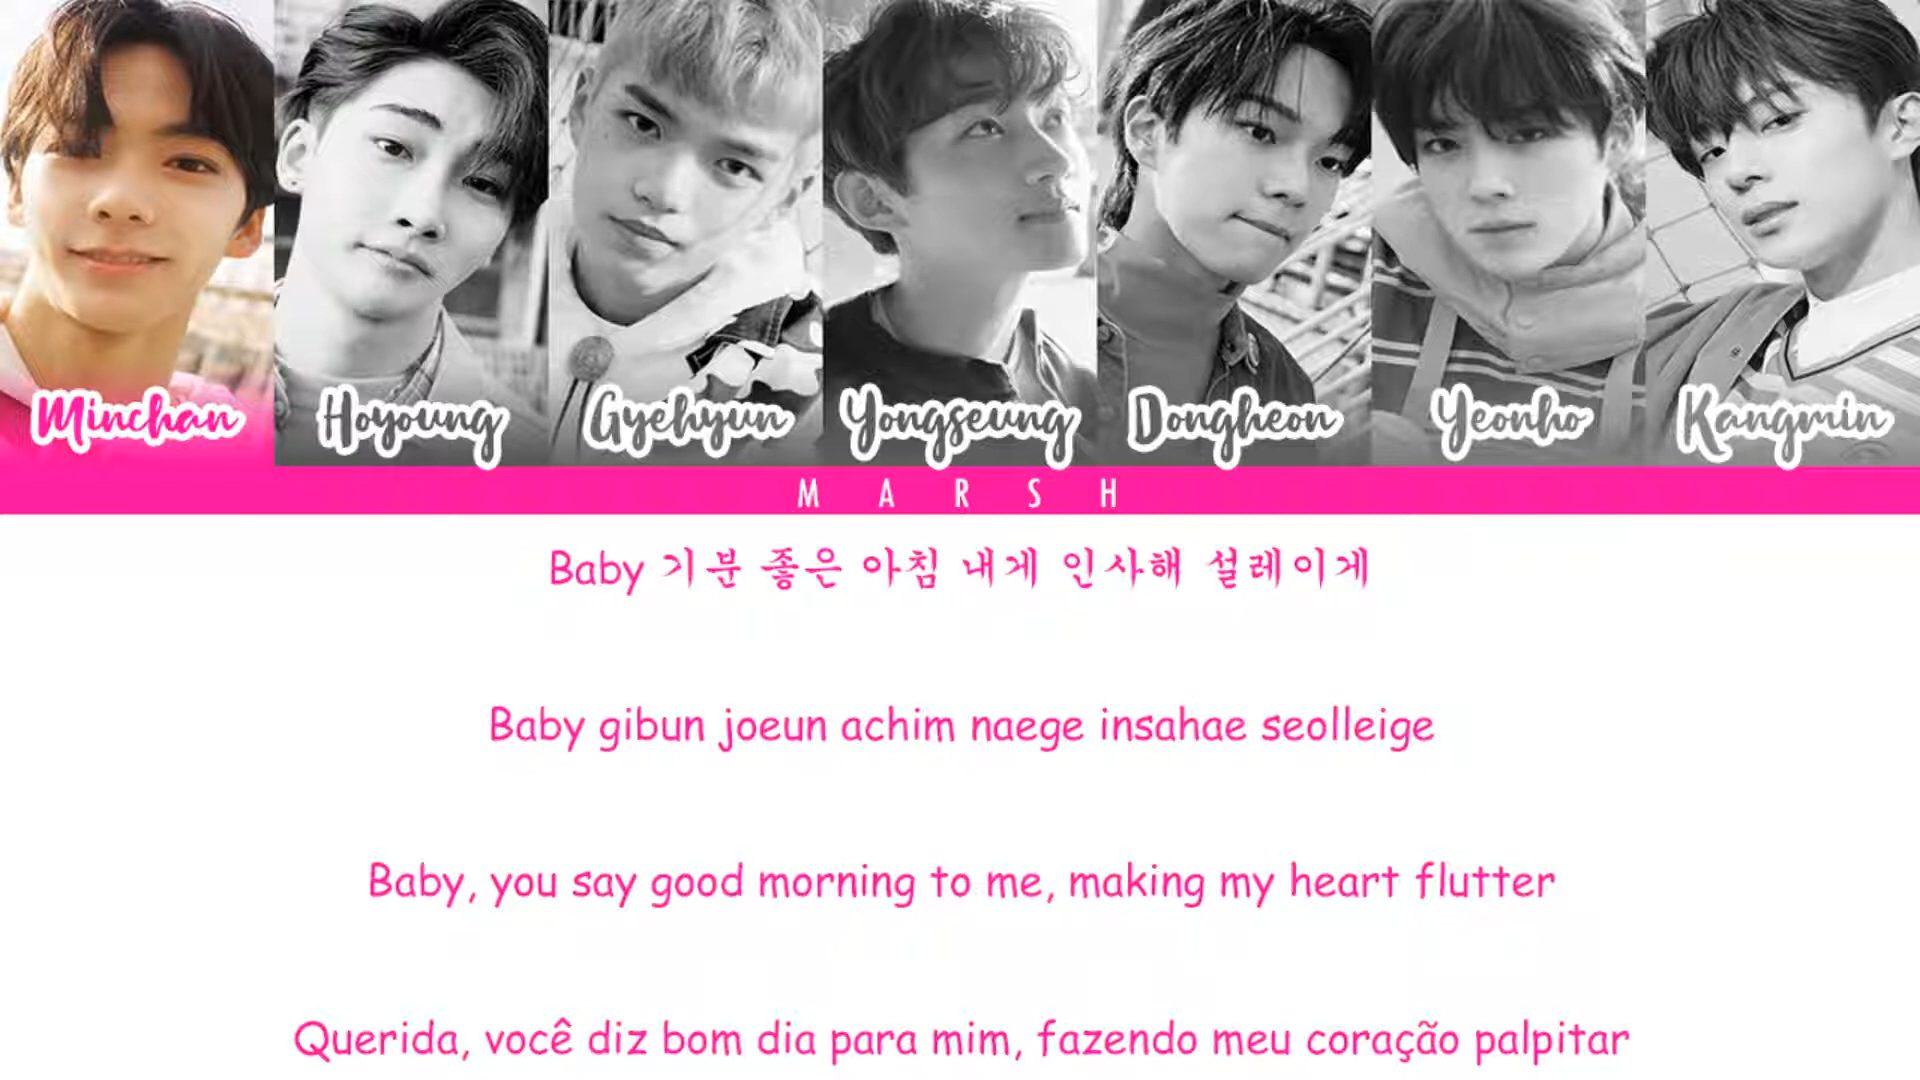 Minchan Hoyoung Gyehyun Yongseung Dongheon Yeonho Kangmin
MARSH
Baby 기분 좋은 아침 내게 인사해 설레이게
Baby gibun joeun achim naege insahae seolleige
Baby, you say good morning to me, making my heart flutter
Querida, você diz bom dia para mim, fazendo meu coração palpitar